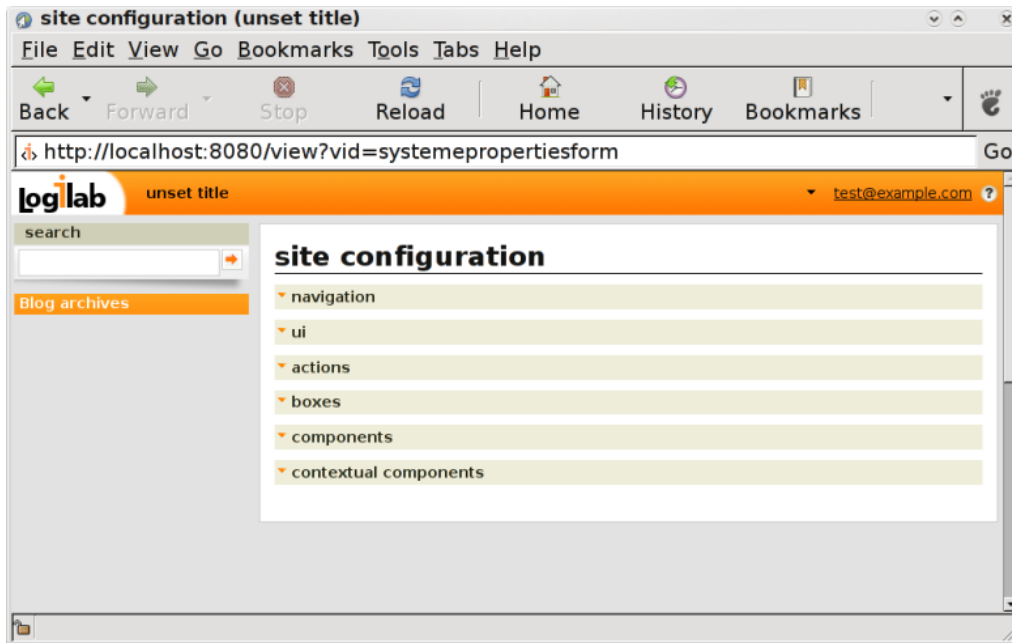 site configuration (unset title)
File Edit View Go Bookmarks Tools Tabs Help
Back Forward Stop Reload Home History Bookmarks
http://localhost:8080/view?vid=systemepropertiesform Go
Logilab unset title test@example.com ?
search
Blog archives
site configuration
navigation
ui
actions
boxes
components
contextual components